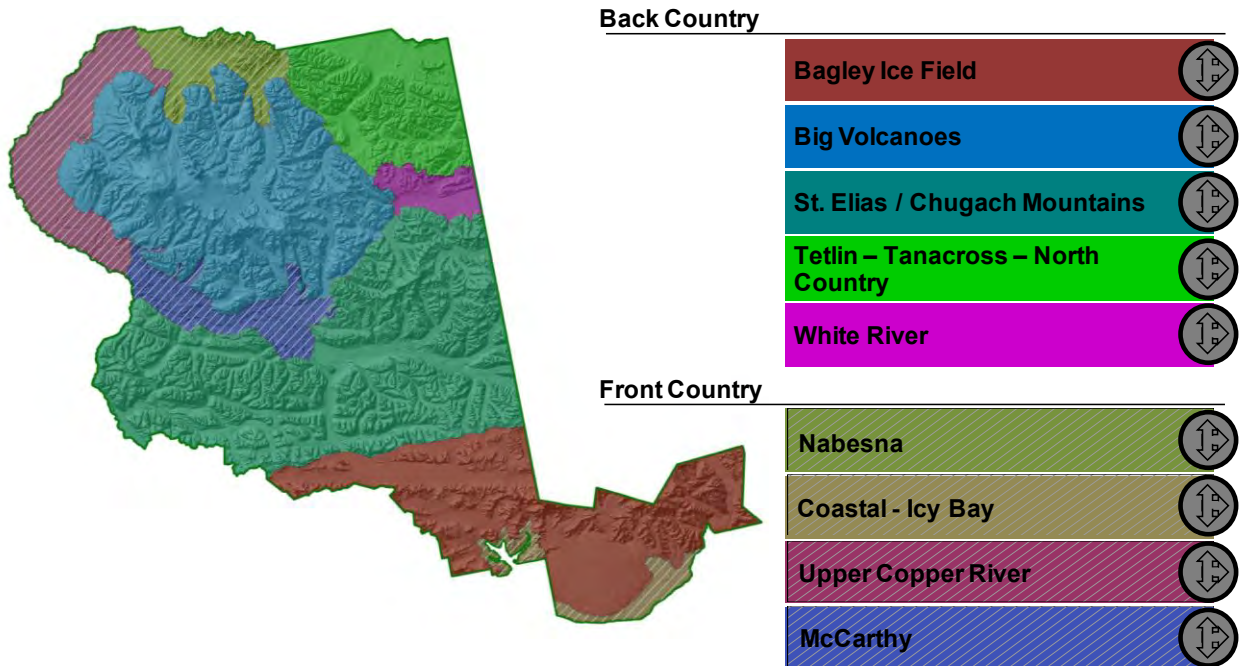 Back Country
Bagley Ice Field
Big Volcanoes
St. Elias / Chugach Mountains
Tetlin – Tanacross – North
Country
White River
Front Country
Nabesna
Coastal - Icy Bay
Upper Copper River
McCarthy